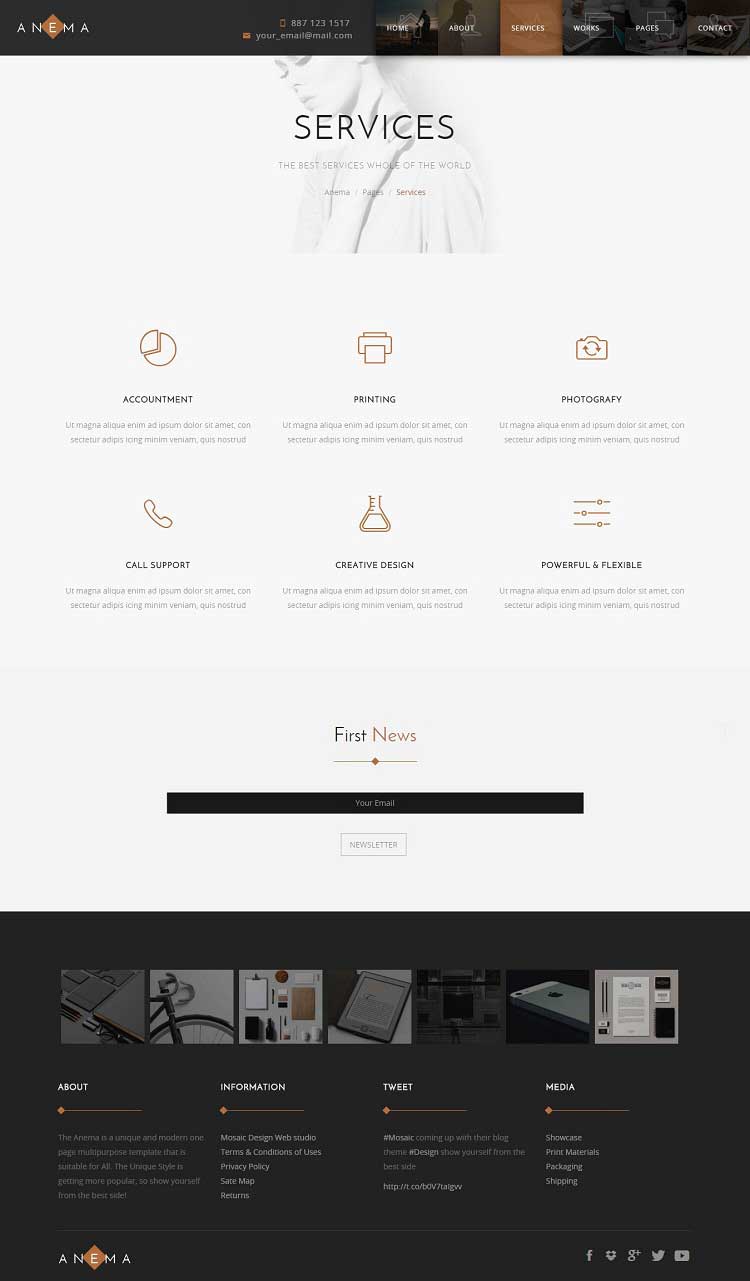 ANEMA
887 123 1517
your_email@mail.com
HOME
ABOUT
SERVICES
WORKS
PAGES
CONTACT
SERVICES
THE BEST SERVICES WHOLE OF THE WORLD
Anema / Pages / Services
ACCOUNTMENT
Ut magna aliqua enim ad ipsum dolor sit amet, con
sectetur adipis icing minim veniam, quis nostrud
PRINTING
Ut magna aliqua enim ad ipsum dolor sit amet, con
sectetur adipis icing minim veniam, quis nostrud
PHOTOGRAFY
Ut magna aliqua enim ad ipsum dolor sit amet, con
sectetur adipis icing minim veniam, quis nostrud
CALL SUPPORT
Ut magna aliqua enim ad ipsum dolor sit amet, con
sectetur adipis icing minim veniam, quis nostrud
CREATIVE DESIGN
Ut magna aliqua enim ad ipsum dolor sit amet, con
sectetur adipis icing minim veniam, quis nostrud
POWERFUL & FLEXIBLE
Ut magna aliqua enim ad ipsum dolor sit amet, con
sectetur adipis icing minim veniam, quis nostrud
First News
Your Email
NEWSLETTER
ABOUT
The Anema is a unique and modern one
page multipurpose template that is
suitable for All. The Unique Style is
getting more popular, so show yourself
from the best side!
INFORMATION
Mosaic Design Web studio
Terms & Conditions of Uses
Privacy Policy
Sate Map
Returns
TWEET
#Mosaic coming up with their blog
theme #Design show yourself from the
best side
http://t.co/b0V7taIgvv
MEDIA
Showcase
Print Materials
Packaging
Shipping
ANEMA